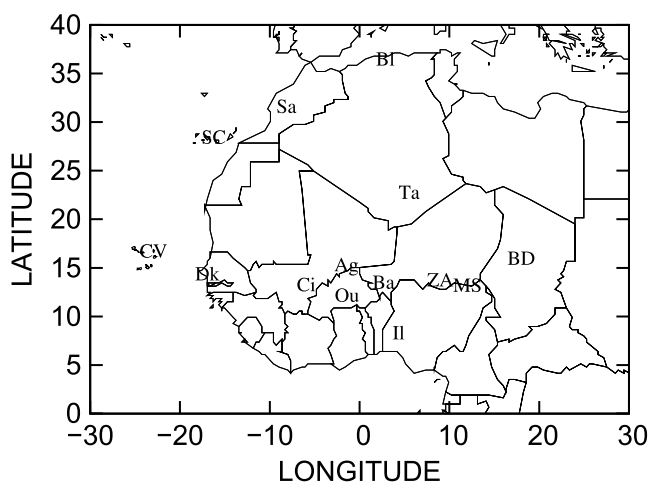 40
35
30
25
20
15
10
5
0
LATITUDE
Bl
Sa
SC
Ta
CV
BD
Dk
Ag
Ci
Ba
ZA
MS
Ou
Il
−30
−20
−10
0
10
20
30
LONGITUDE